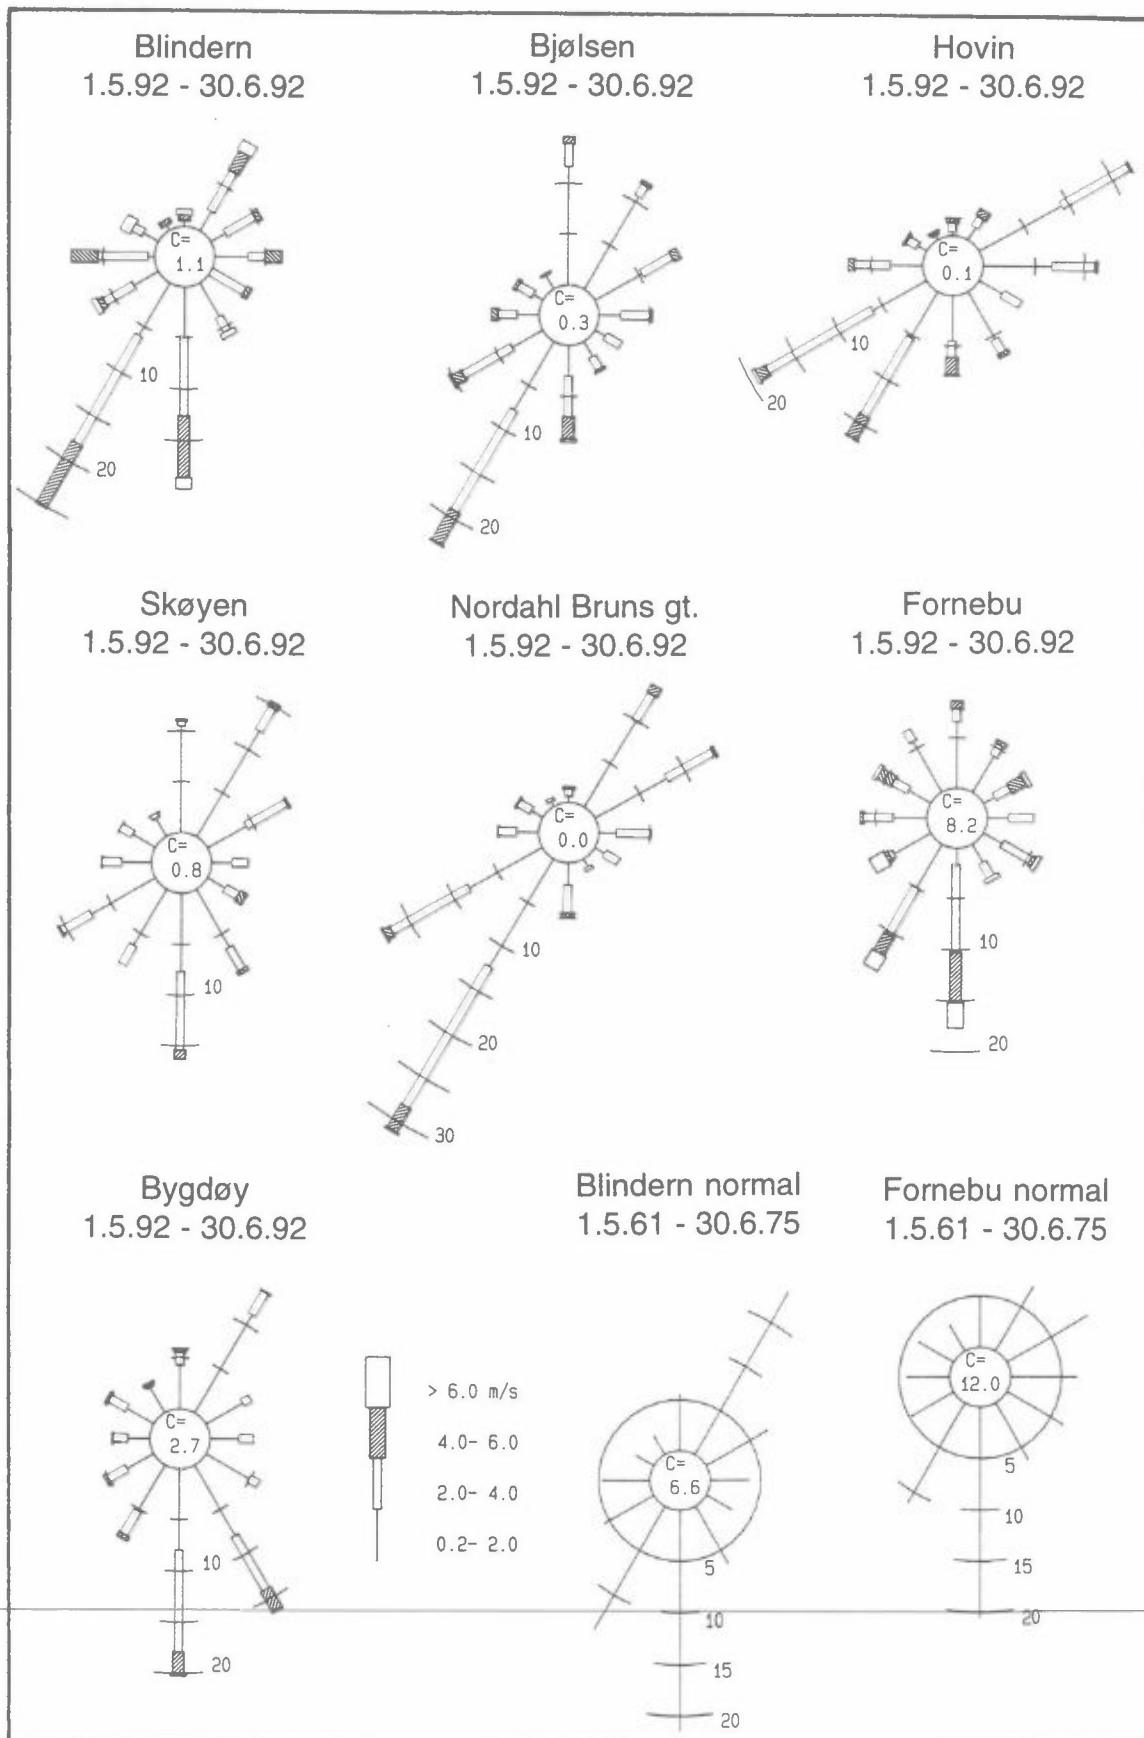 Blindern
1.5.92 - 30.6.92
Bjølsen
1.5.92 - 30.6.92
Hovin
1.5.92 - 30.6.92
C=
1.1
10
20
C=
0.3
10
20
C=
0.1
10
20
Skøyen
1.5.92 - 30.6.92
Nordahl Bruns gt.
1.5.92 - 30.6.92
Fornebu
1.5.92 - 30.6.92
C=
0.8
10
C=
0.0
10
20
30
C=
8.2
10
20
Bygdøy
1.5.92 - 30.6.92
Blindern normal
1.5.61 - 30.6.75
Fornebu normal
1.5.61 - 30.6.75
C=
2.7
10
20
> 6.0 m/s
4.0- 6.0
2.0- 4.0
0.2- 2.0
C=
6.6
5
10
15
20
C=
12.0
5
10
15
20